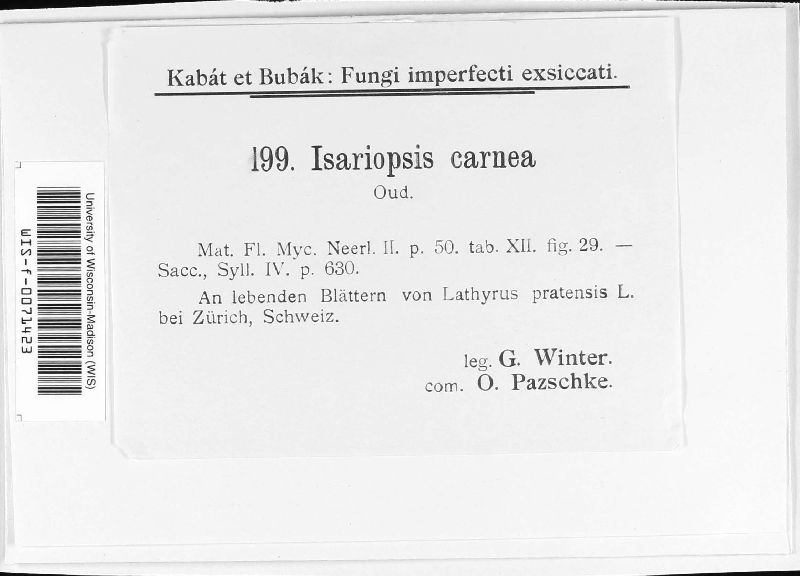 Kabát et Bubák: Fungi imperfecti exsiccati.
199. Isariopsis carnea
Oud.
Mat. Fl. Myc. Neerl. II. p. 50. tab. XII. fig. 29. —
Sacc., Syll. IV. p. 630.
An lebenden Blättern von Lathyrus pratensis L.
bei Zürich, Schweiz.
leg. G. Winter.
com. O. Pazschke.
University of Wisconsin-Madison (WIS)
WIS-f-0071423